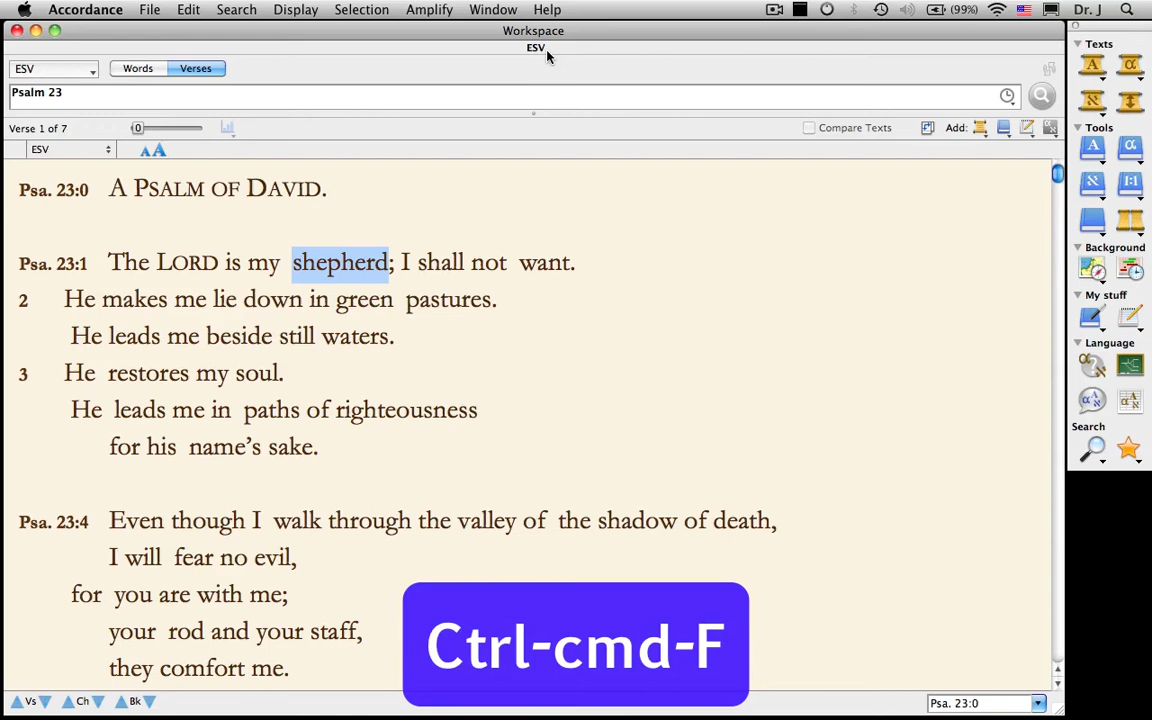 Accordance File Edit Search Display Selection Amplify Window Help (99%) Dr. J
Workspace
ESV
ESV Words Verses
Psalm 23
Verse 1 of 7 0 Compare Texts Add:
ESV AA
Psa. 23:0 A PSALM OF DAVID.
Psa. 23:1 The LORD is my shepherd; I shall not want.
2 He makes me lie down in green pastures.
He leads me beside still waters.
3 He restores my soul.
He leads me in paths of righteousness
for his name’s sake.
Psa. 23:4 Even though I walk through the valley of the shadow of death,
I will fear no evil,
for you are with me;
your rod and your staff,
they comfort me.
Ctrl-cmd-F
Vs Ch Bk Psa. 23:0
Texts
A α
א
Tools
A α
א 1:1
Background
My stuff
Language
Search